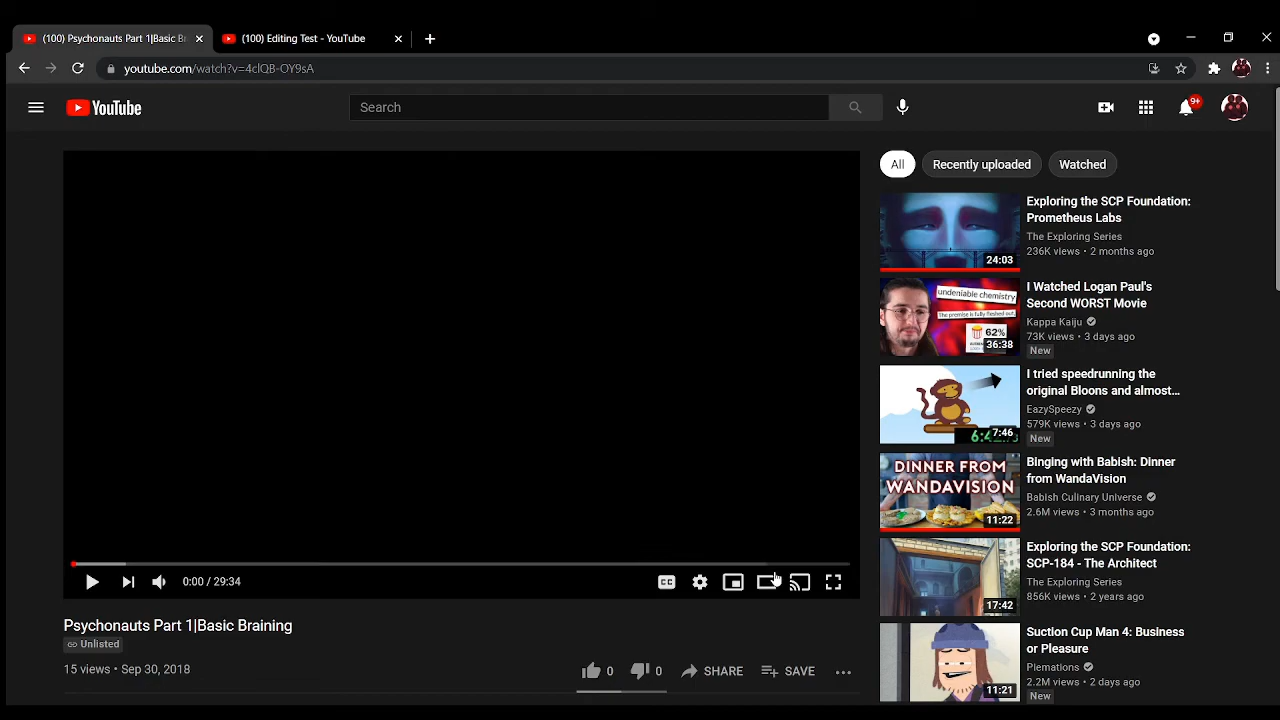 (100) Psychonauts Part 1|Basic Br
(100) Editing Test - YouTube
youtube.com/watch?v=4clQB-OY9sA
YouTube
Search
9+
All
Recently uploaded
Watched
Exploring the SCP Foundation:
Prometheus Labs
The Exploring Series
236K views • 2 months ago
24:03
undeniable chemistry
The premise is fully fleshed out,
62%
36:38
I Watched Logan Paul's
Second WORST Movie
Kappa Kaiju
73K views • 3 days ago
New
I tried speedrunning the
original Bloons and almost...
EazySpeezy
579K views • 3 days ago
New
7:46
DINNER FROM
WANDAVISION
11:22
Binging with Babish: Dinner
from WandaVision
Babish Culinary Universe
2.6M views • 3 months ago
Exploring the SCP Foundation:
SCP-184 - The Architect
The Exploring Series
856K views • 2 years ago
17:42
Suction Cup Man 4: Business
or Pleasure
Plemations
2.2M views • 2 days ago
New
11:21
0:00 / 29:34
CC
Psychonauts Part 1|Basic Braining
Unlisted
15 views • Sep 30, 2018
0
0
SHARE
SAVE